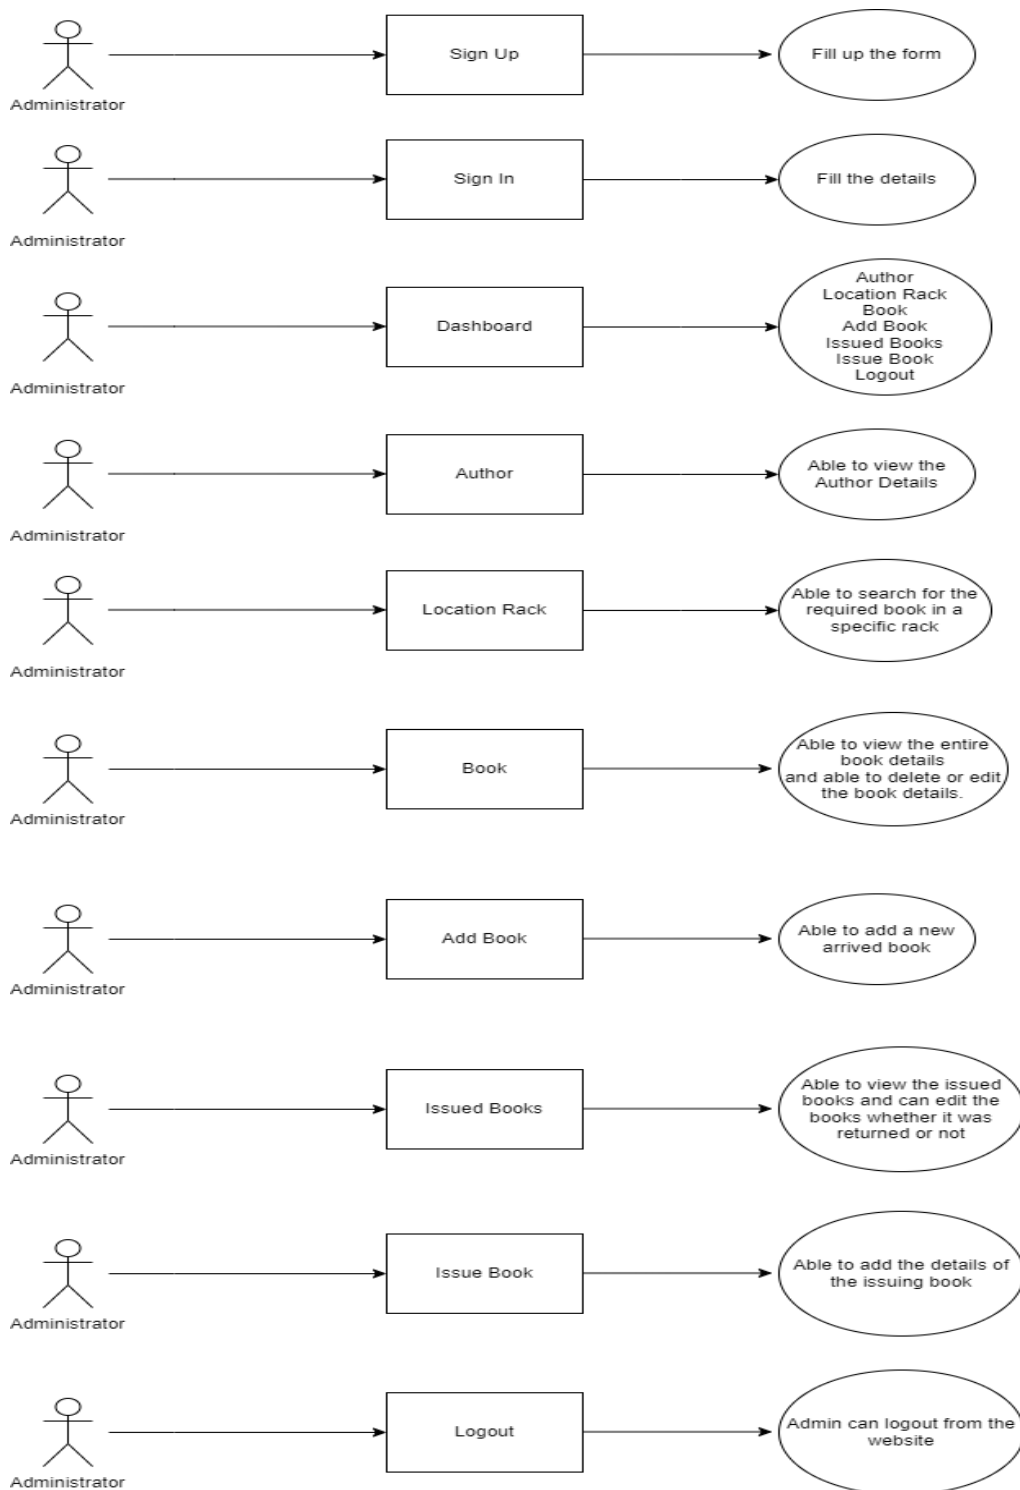 Administrator
Sign Up
Fill up the form
Administrator
Sign In
Fill the details
Administrator
Dashboard
Author
Location Rack
Book
Add Book
Issued Books
Issue Book
Logout
Administrator
Author
Able to view the
Author Details
Administrator
Location Rack
Able to search for the
required book in a
specific rack
Administrator
Book
Able to view the entire
book details
and able to delete or edit
the book details.
Administrator
Add Book
Able to add a new
arrived book
Administrator
Issued Books
Able to view the issued
books and can edit the
books whether it was
returned or not
Administrator
Issue Book
Able to add the details of
the issuing book
Administrator
Logout
Admin can logout from the
website